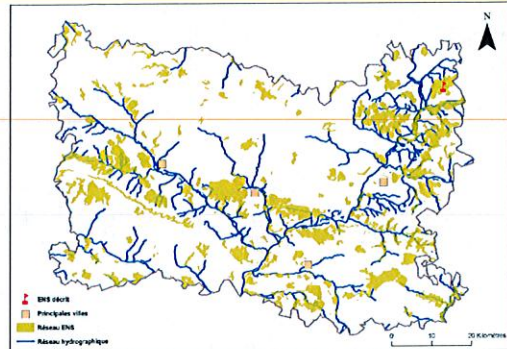 N
ENS décrit
Principales villes
Réseau ENS
Réseau hydrographique
0 10 20 Kilomètres